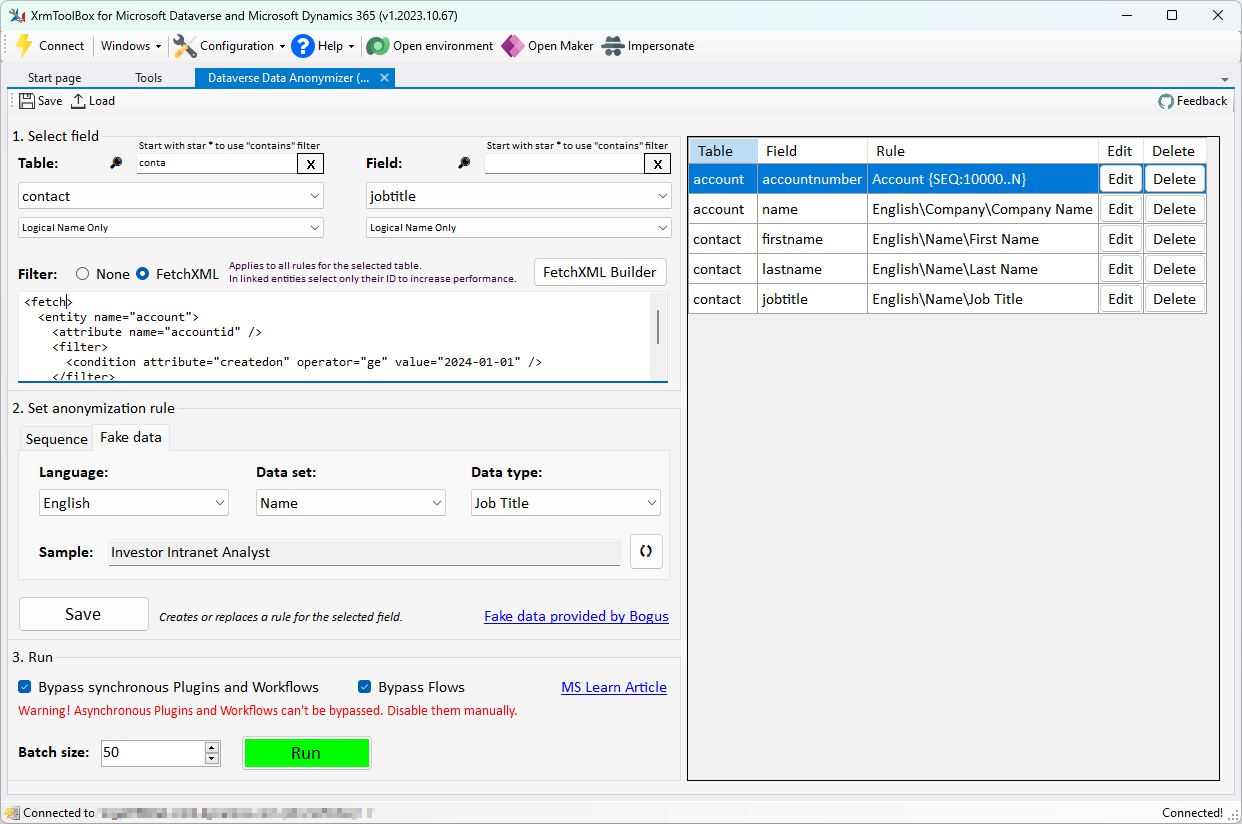 XrmToolBox for Microsoft Dataverse and Microsoft Dynamics 365 (v1.2023.10.67)
Connect Windows Configuration Help Open environment Open Maker Impersonate
Start page Tools Dataverse Data Anonymizer (...
Save Load Feedback
1. Select field
Start with star * to use "contains" filter
Table: conta X
contact
Logical Name Only
Start with star * to use "contains" filter
Field: X
jobtitle
Logical Name Only
Filter: None FetchXML
Applies to all rules for the selected table.
In linked entities select only their ID to increase performance.
FetchXML Builder
<fetch>
<entity name="account">
<attribute name="accountid" />
<filter>
<condition attribute="createdon" operator="ge" value="2024-01-01" />
</filter>
2. Set anonymization rule
Sequence Fake data
Language: Data set: Data type:
English Name Job Title
Sample: Investor Intranet Analyst
Save Creates or replaces a rule for the selected field. Fake data provided by Bogus
3. Run
Bypass synchronous Plugins and Workflows Bypass Flows MS Learn Article
Warning! Asynchronous Plugins and Workflows can't be bypassed. Disable them manually.
Batch size: 50 Run
Table Field Rule Edit Delete
account accountnumber Account {SEQ:10000..N} Edit Delete
account name English\Company\Company Name Edit Delete
contact firstname English\Name\First Name Edit Delete
contact lastname English\Name\Last Name Edit Delete
contact jobtitle English\Name\Job Title Edit Delete
Connected to
Connected!